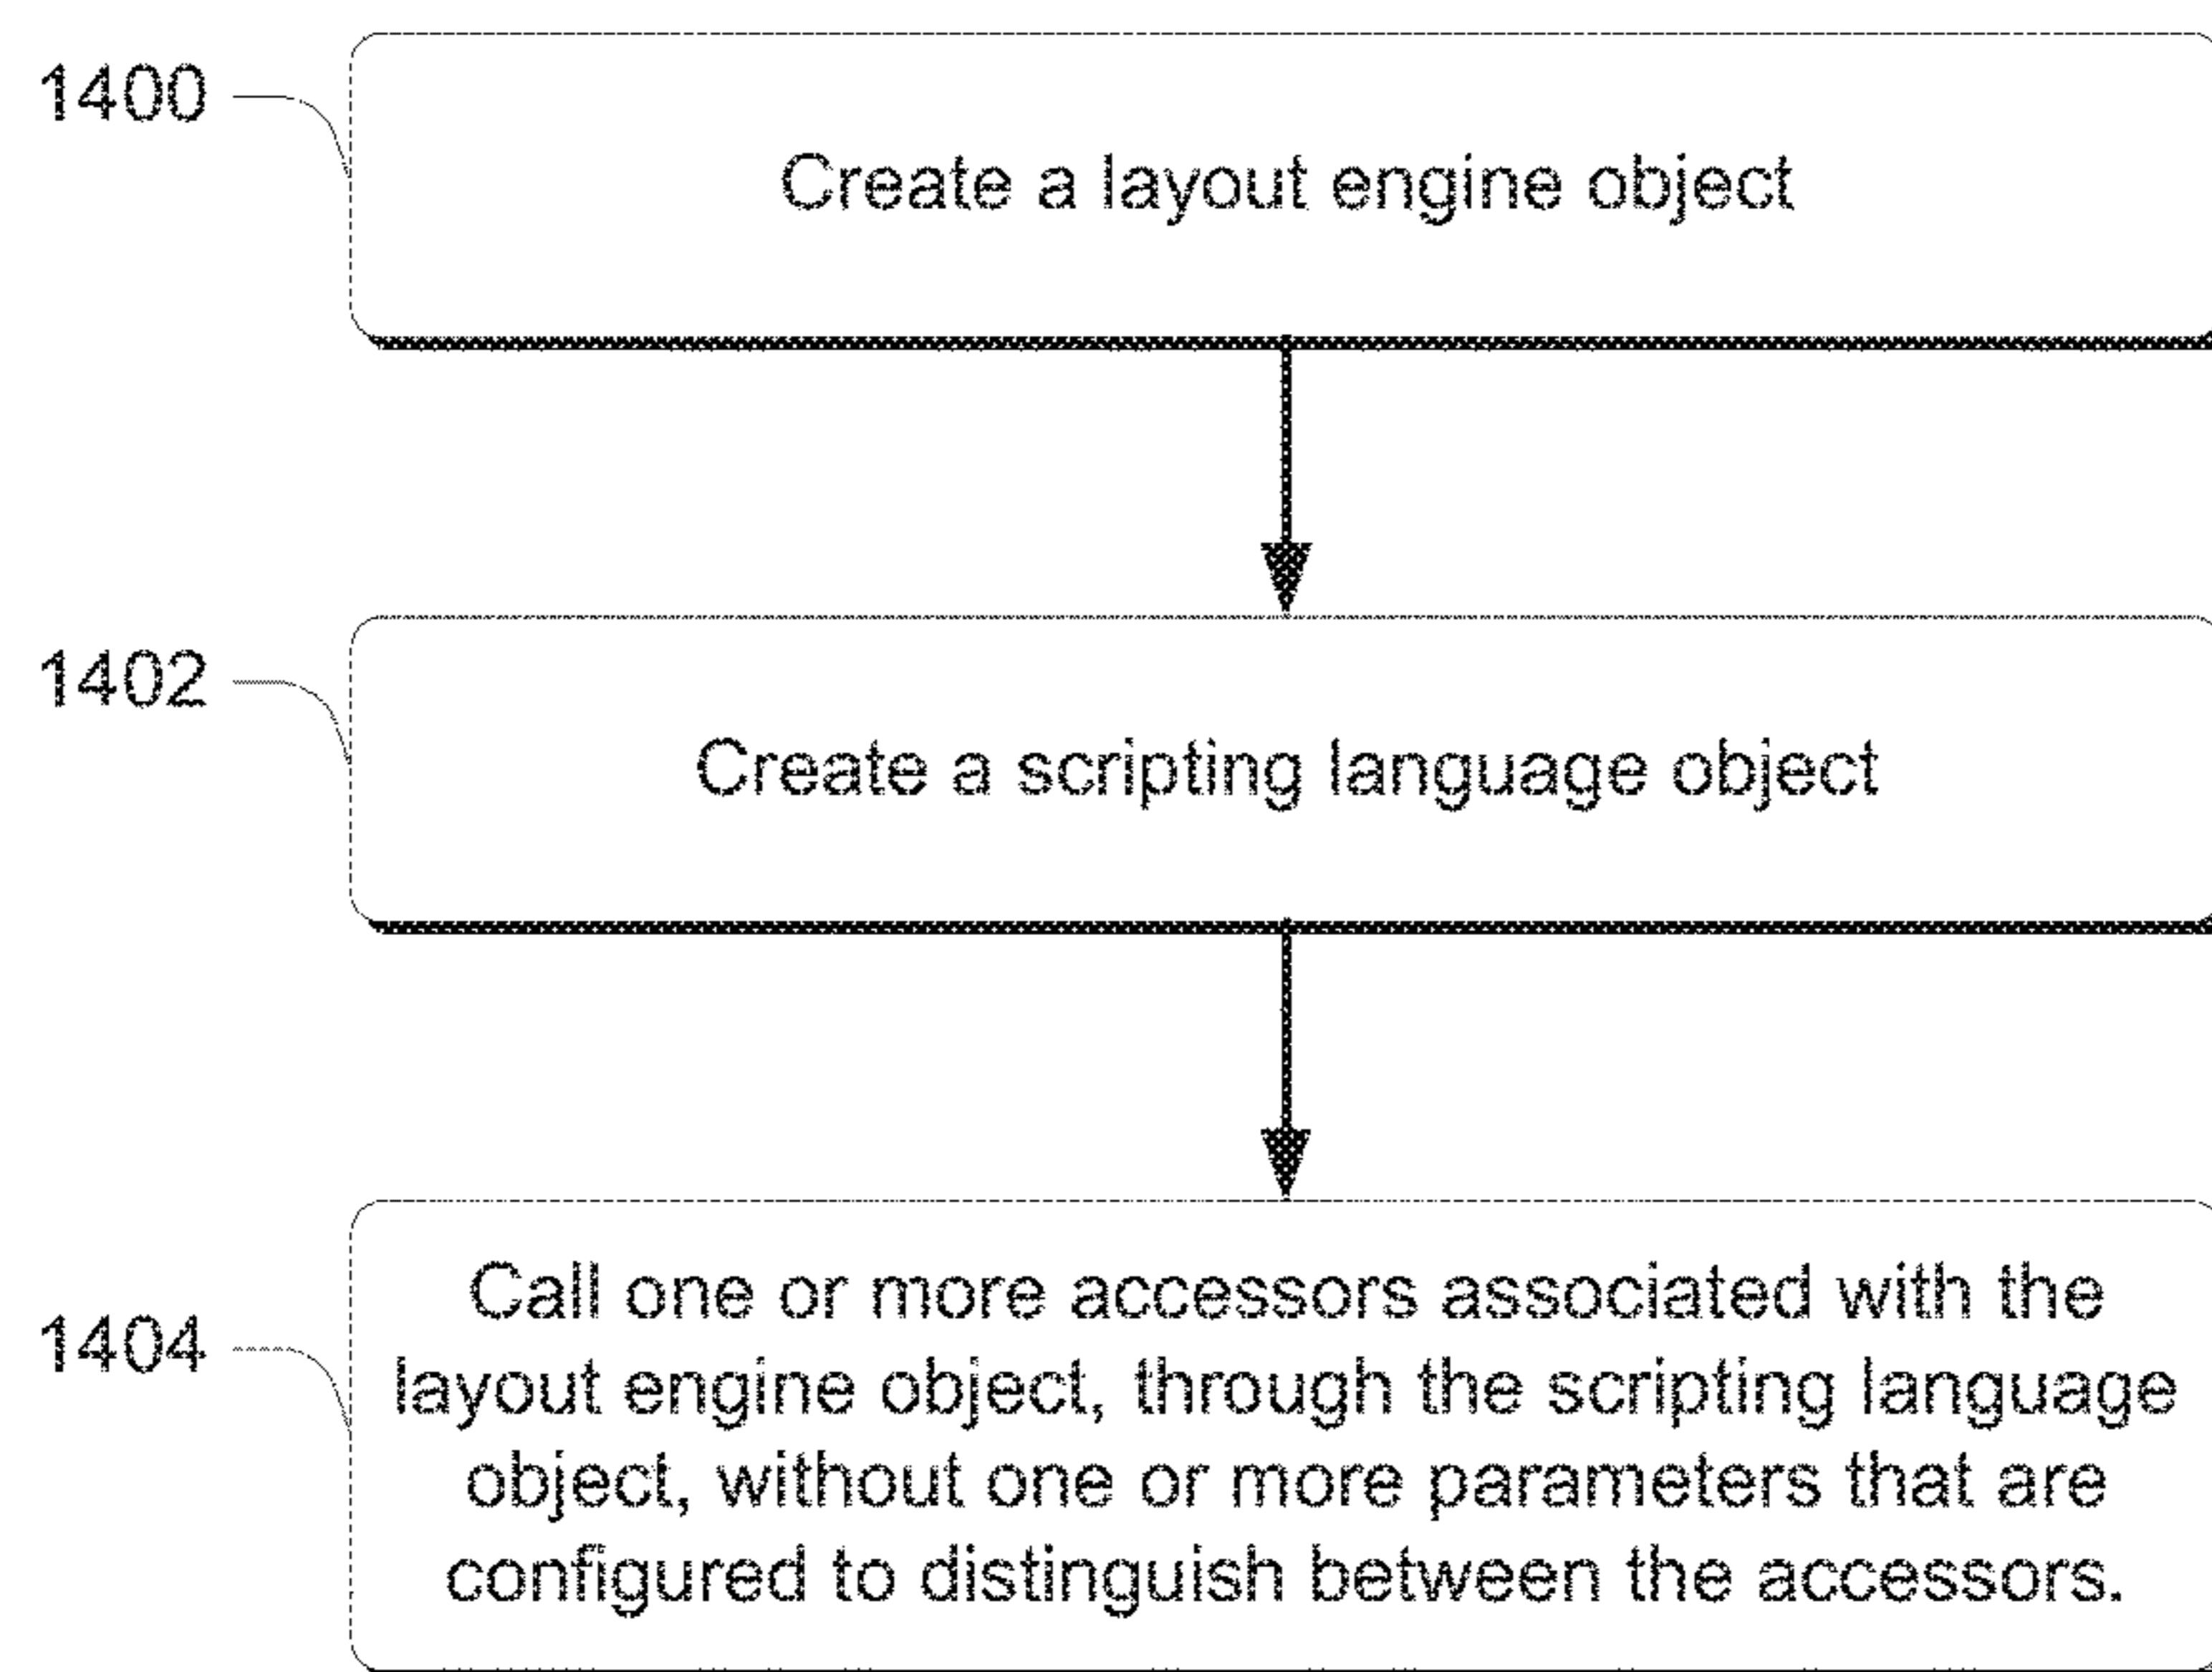 1400
Create a layout engine object
1402
Create a scripting language object
1404
Call one or more accessors associated with the
layout engine object, through the scripting language
object, without one or more parameters that are
configured to distinguish between the accessors.